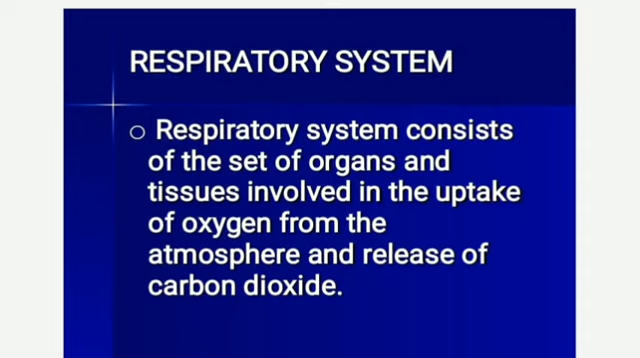 RESPIRATORY SYSTEM
○ Respiratory system consists
of the set of organs and
tissues involved in the uptake
of oxygen from the
atmosphere and release of
carbon dioxide.